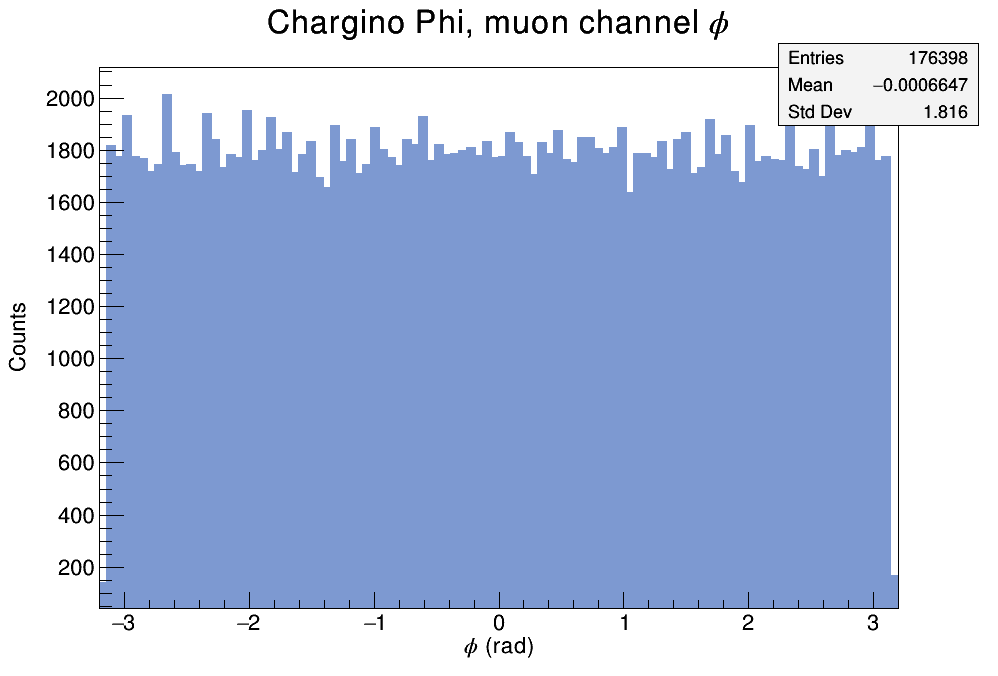 Chargino Phi, muon channel ϕ
Entries 176398
Mean −0.0006647
Std Dev 1.816
2000
1800
1600
1400
1200
1000
800
600
400
200
Counts
−3 −2 −1 0 1 2 3
ϕ (rad)